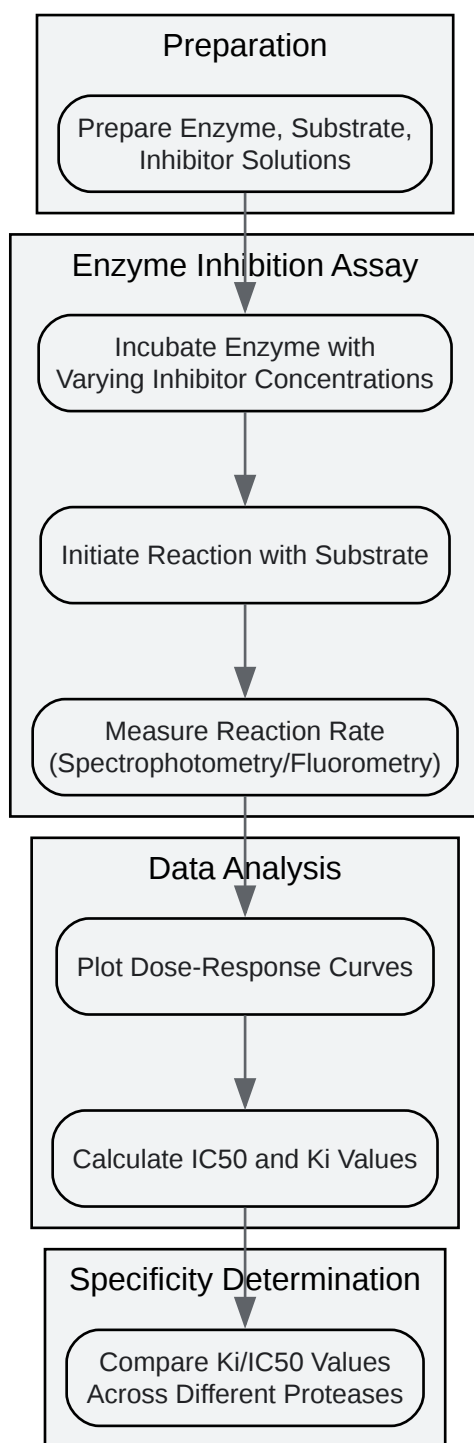 Preparation
Prepare Enzyme, Substrate,
Inhibitor Solutions
Enzyme Inhibition Assay
Incubate Enzyme with
Varying Inhibitor Concentrations
Initiate Reaction with Substrate
Measure Reaction Rate
(Spectrophotometry/Fluorometry)
Data Analysis
Plot Dose-Response Curves
Calculate IC50 and Ki Values
Specificity Determination
Compare Ki/IC50 Values
Across Different Proteases